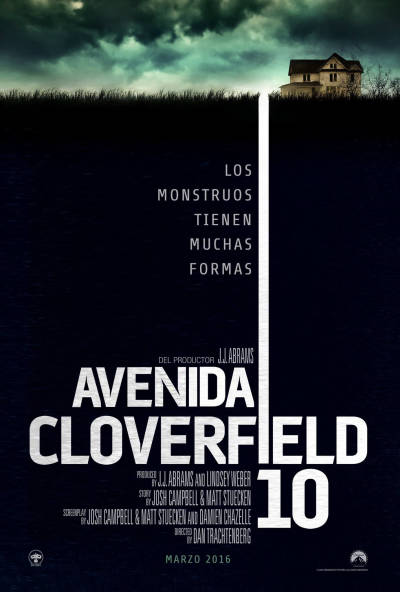 LOS
MONSTRUOS
TIENEN
MUCHAS
FORMAS
DEL PRODUCTOR J.J. ABRAMS
AVENIDA
CLOVERFIELD
10
PRODUCED BY J.J. ABRAMS AND LINDSEY WEBER
STORY BY JOSH CAMPBELL & MATT STUECKEN
SCREENPLAY BY JOSH CAMPBELL & MATT STUECKEN AND DAMIEN CHAZELLE
DIRECTED BY DAN TRACHTENBERG
MARZO 2016